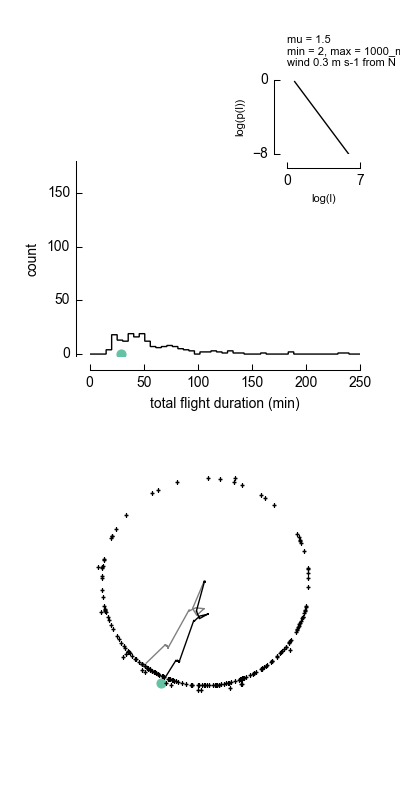 mu = 1.5
min = 2, max = 1000_m
wind 0.3 m s-1 from N
0
−8
log(p(l))
0 7
log(l)
150
100
50
0
count
0 50 100 150 200 250
total flight duration (min)